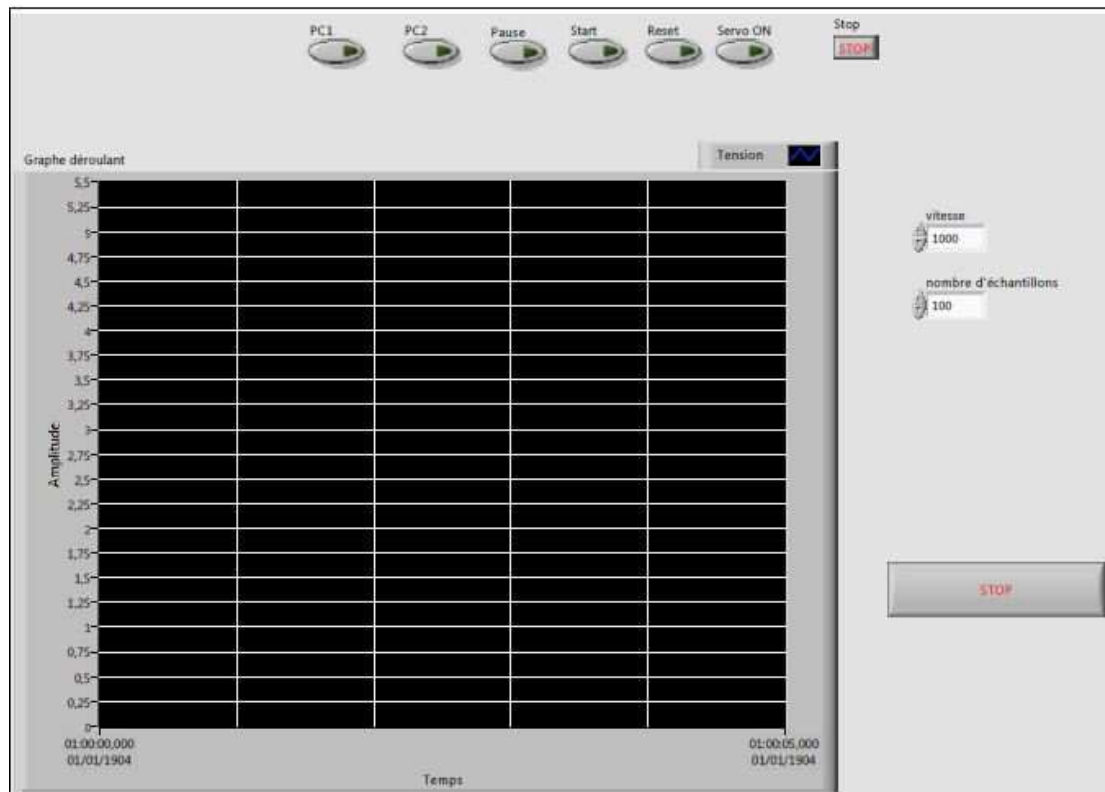 PC1
PC2
Pause
Start
Reset
Servo ON
Stop
STOP
Graphe déroulant
Tension
5,5
5,25
5
4,75
4,5
4,25
4
3,75
3,5
3,25
3
2,75
2,5
2,25
2
1,75
1,5
1,25
1
0,75
0,5
0,25
0
Amplitude
01:00:00,000
01/01/1904
01:00:05,000
01/01/1904
Temps
vitesse
1000
nombre d'échantillons
100
STOP